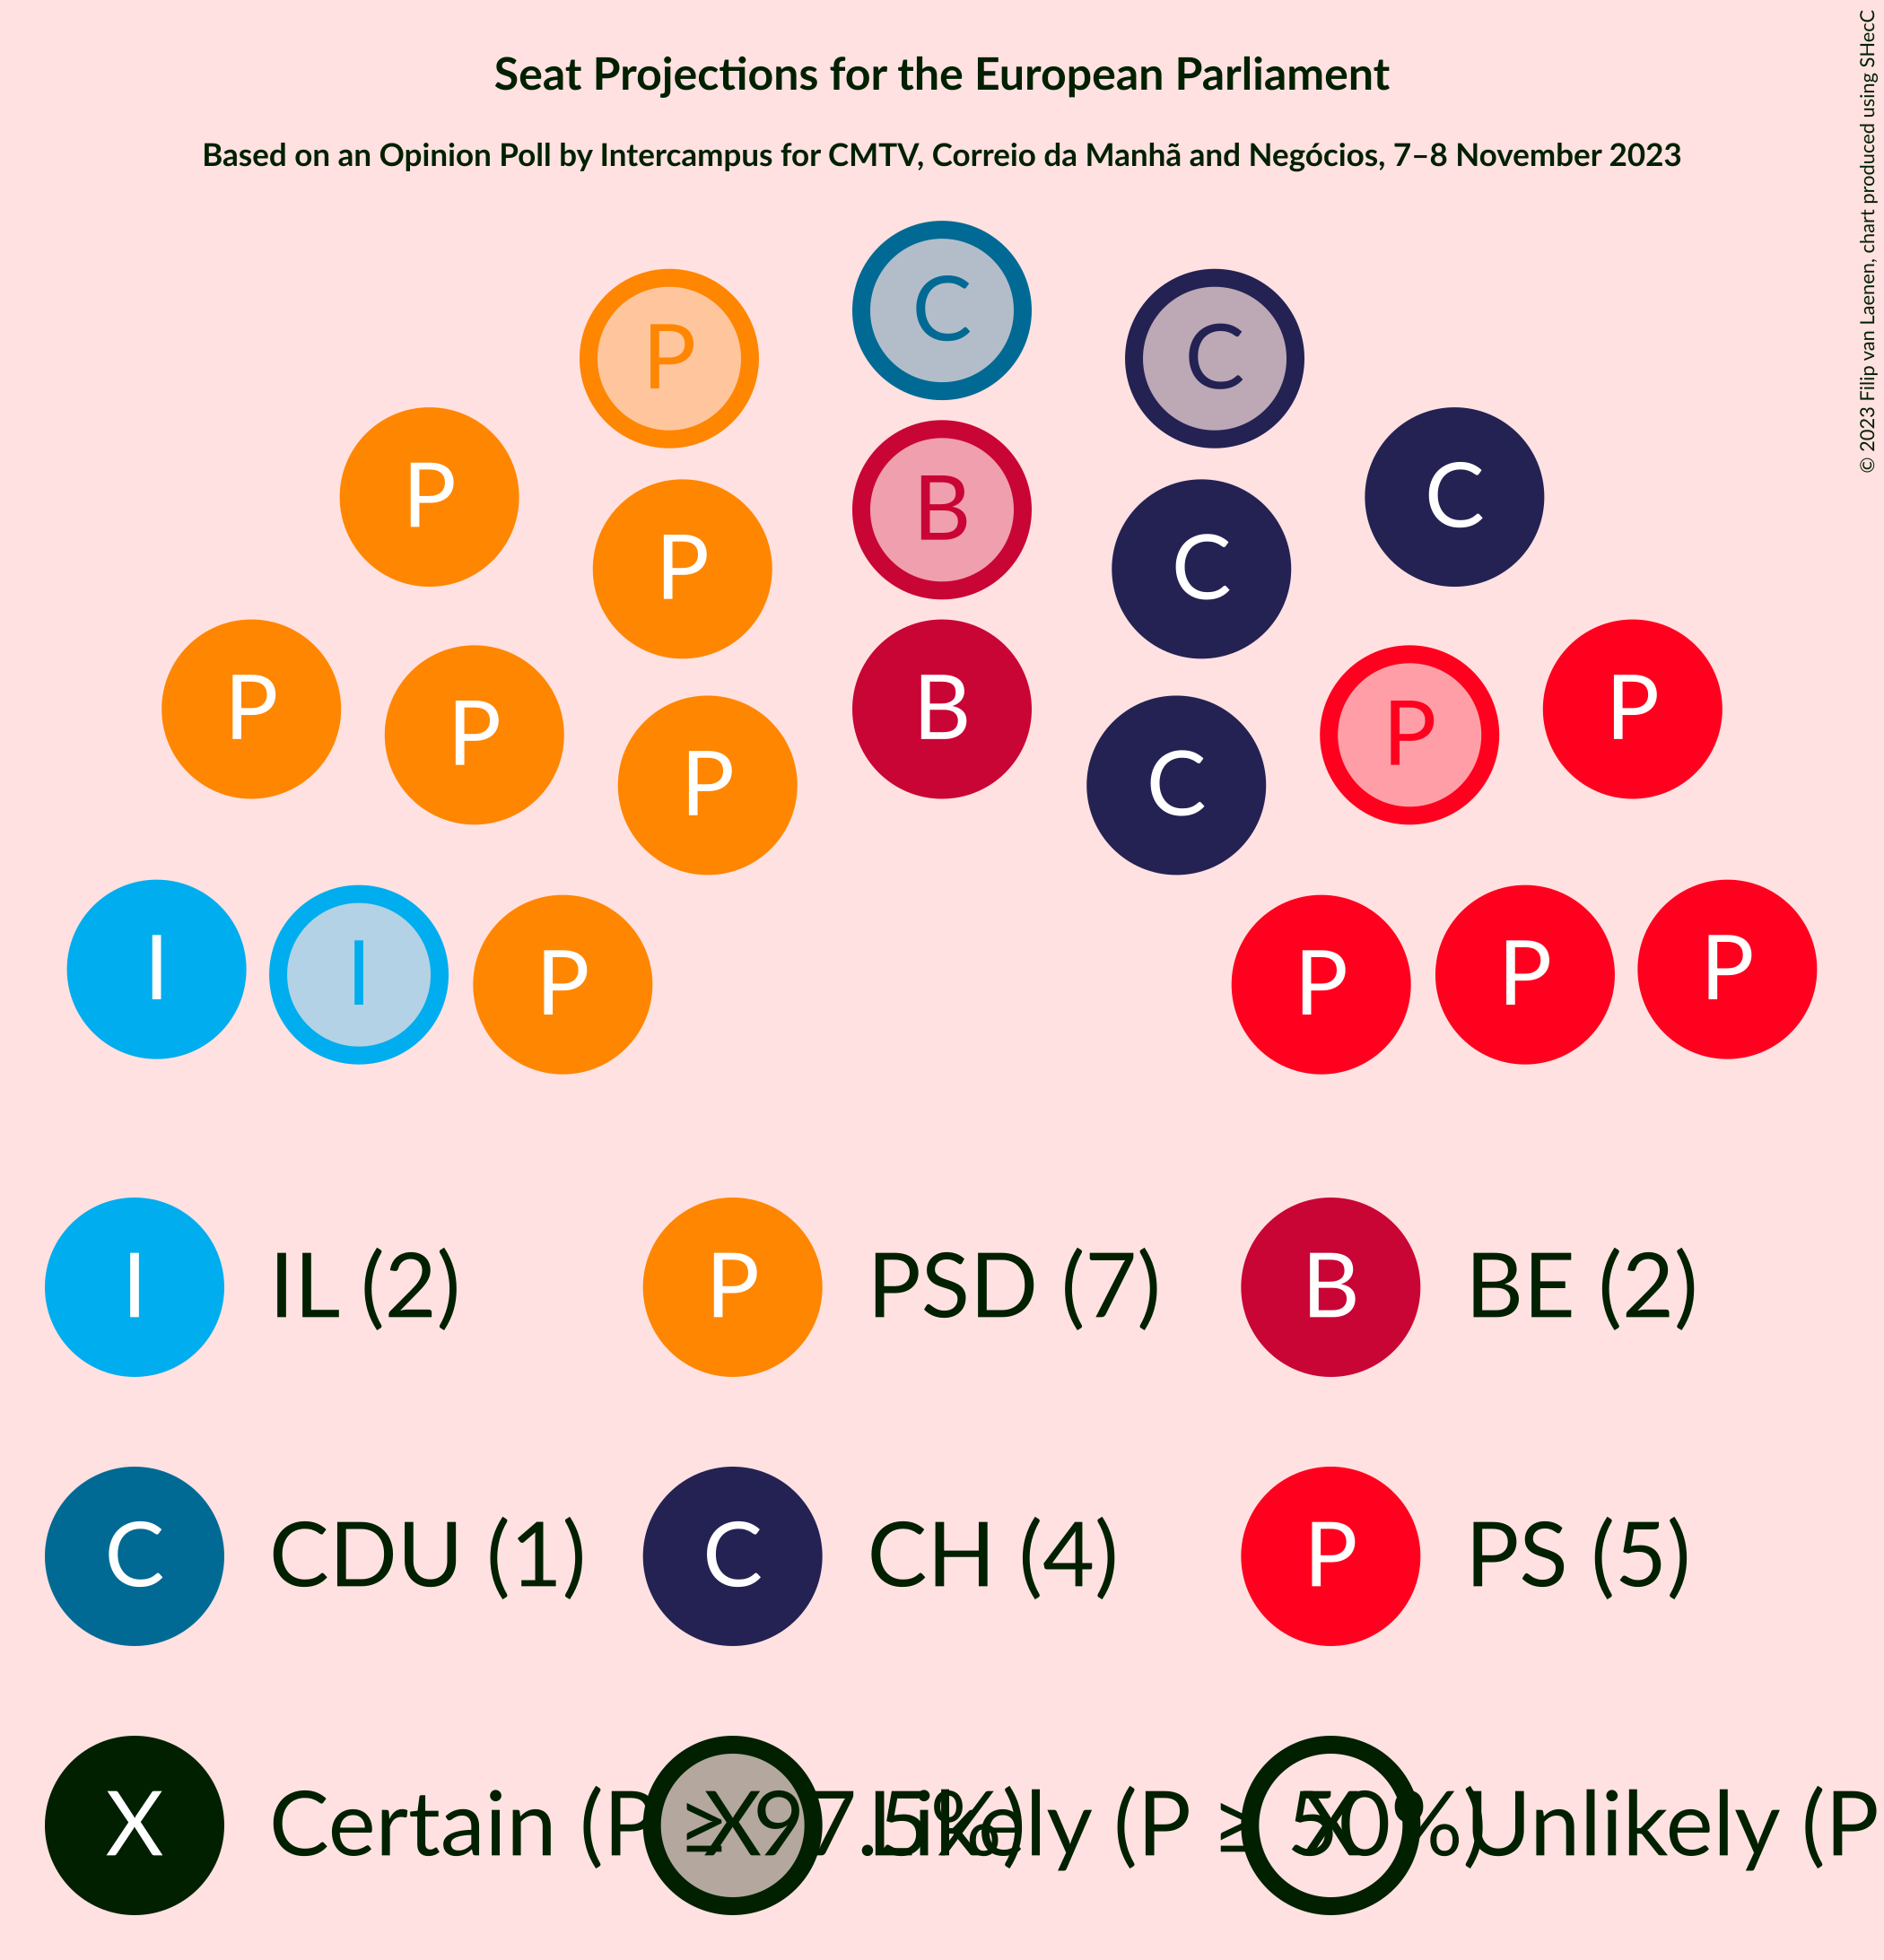 Seat Projections for the European Parliament
Based on an Opinion Poll by Intercampus for CMTV, Correio da Manhã and Negócios, 7–8 November 2023
© 2023 Filip van Laenen, chart produced using SHecC
C
P C
P C
B
P C
P P
B
P P
P C
I P
I P
P P
I IL (2) P PSD (7) B BE (2)
C CDU (1) C CH (4) P PS (5)
X Certain (P ≥ 97.5%) X Likely (P ≥ 50%) X Unlikely (P